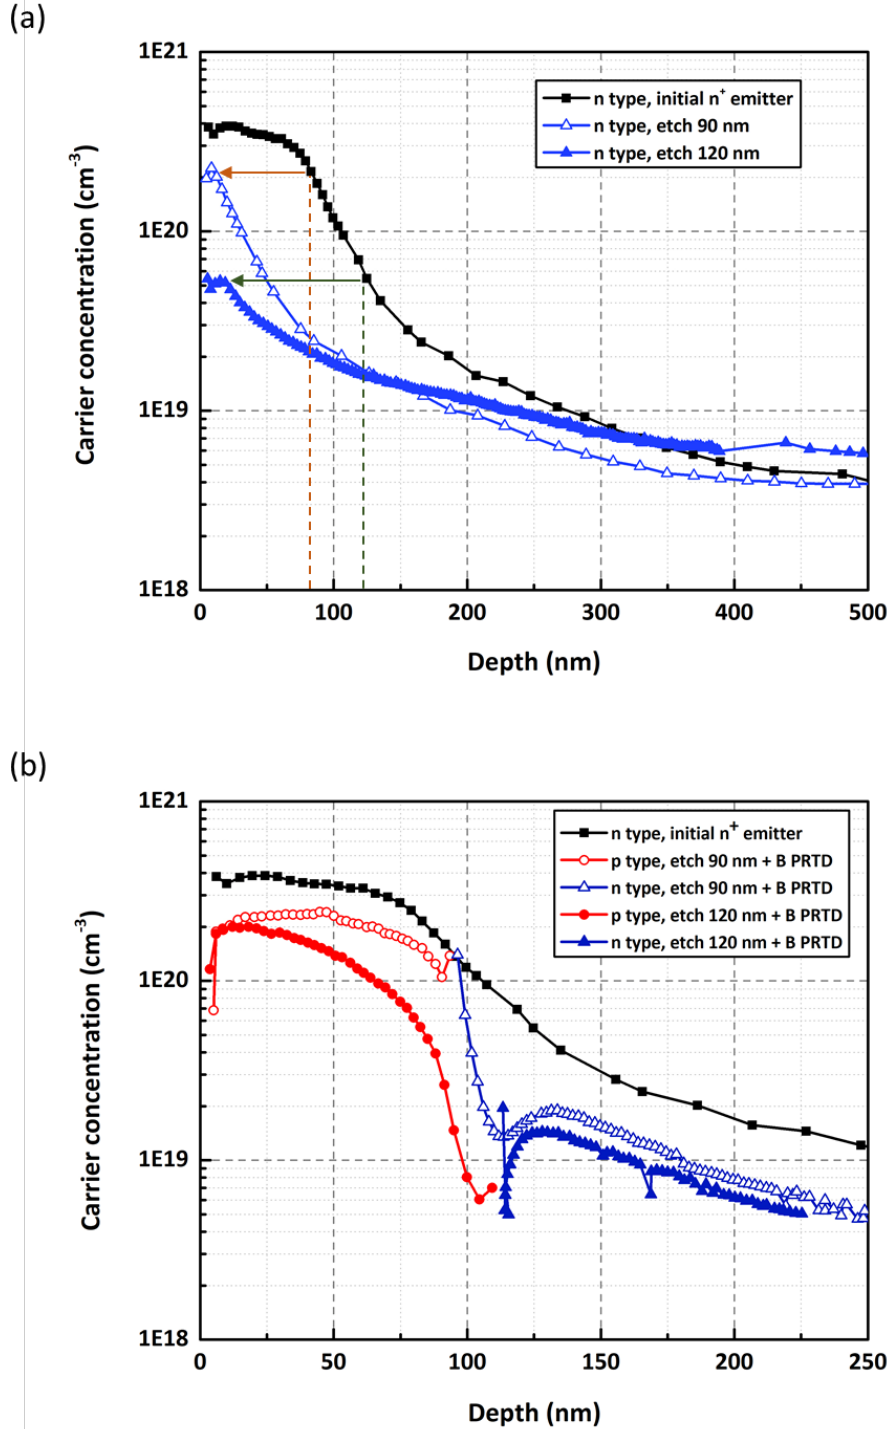 (a)
1E21
1E20
1E19
1E18
Carrier concentration (cm⁻³)
n type, initial n⁺ emitter
n type, etch 90 nm
n type, etch 120 nm
0 100 200 300 400 500
Depth (nm)
(b)
1E21
1E20
1E19
1E18
Carrier concentration (cm⁻³)
n type, initial n⁺ emitter
p type, etch 90 nm + B PRTD
n type, etch 90 nm + B PRTD
p type, etch 120 nm + B PRTD
n type, etch 120 nm + B PRTD
0 50 100 150 200 250
Depth (nm)